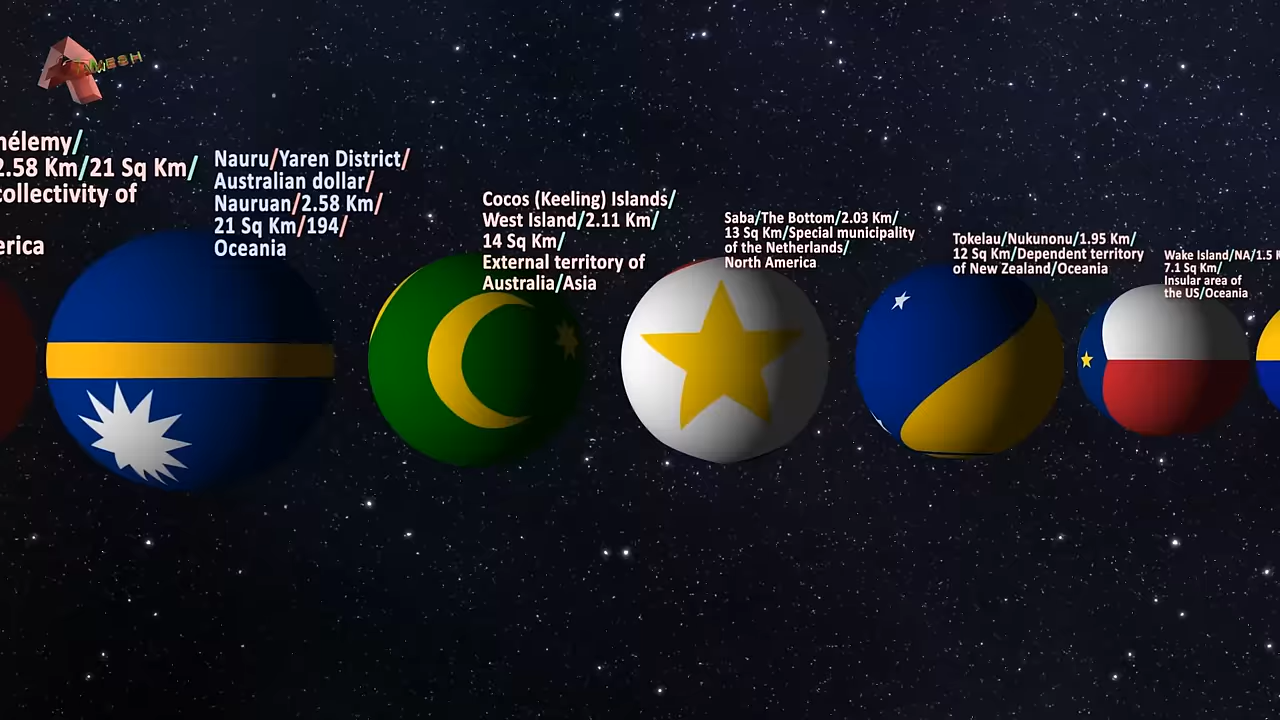 AMESH
hélemy/
2.58 Km/21 Sq Km/
collectivity of
erica
Nauru/Yaren District/
Australian dollar/
Nauruan/2.58 Km/
21 Sq Km/194/
Oceania
Cocos (Keeling) Islands/
West Island/2.11 Km/
14 Sq Km/
External territory of
Australia/Asia
Saba/The Bottom/2.03 Km/
13 Sq Km/Special municipality
of the Netherlands/
North America
Tokelau/Nukunonu/1.95 Km/
12 Sq Km/Dependent territory
of New Zealand/Oceania
Wake Island/NA/1.5 K
7.1 Sq Km/
Insular area of
the US/Oceania